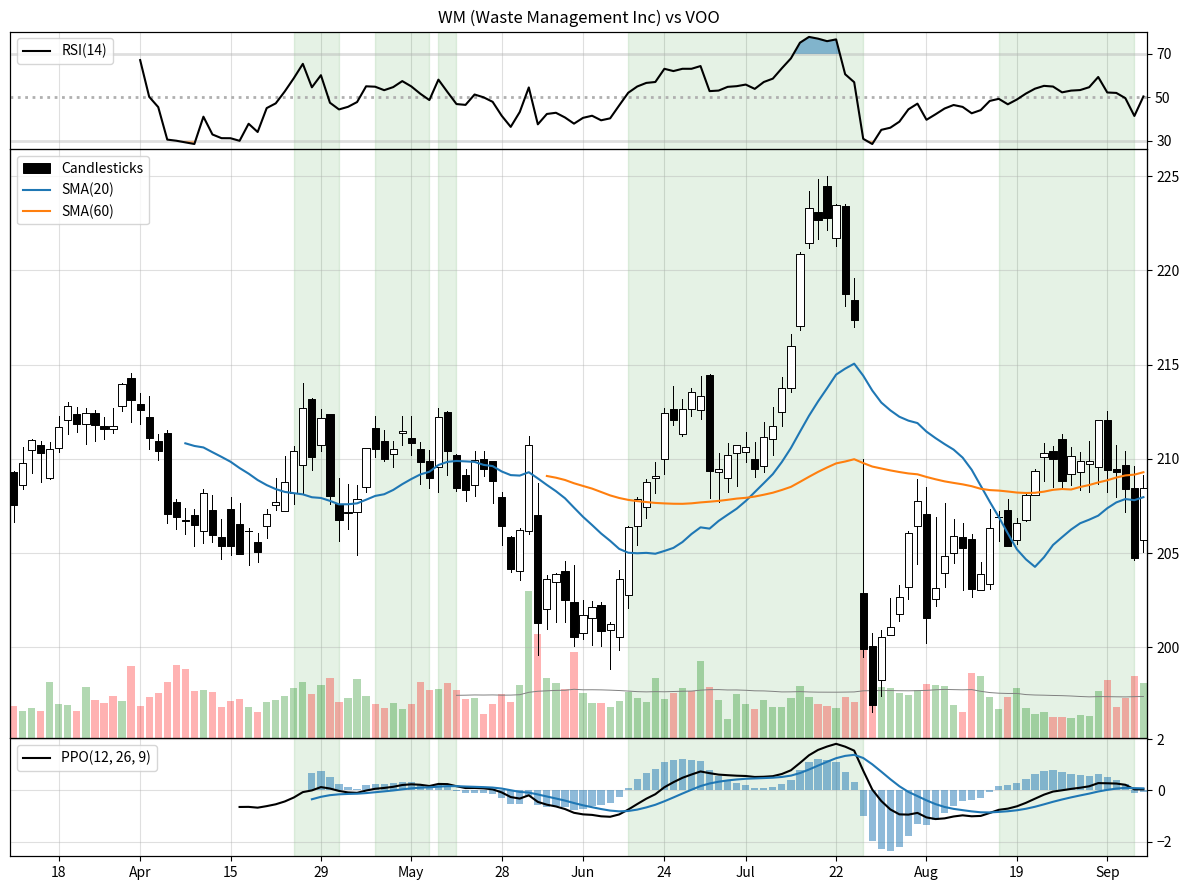 WM (Waste Management Inc) vs VOO
RSI(14)
70
50
30
Candlesticks
SMA(20)
SMA(60)
225
220
215
210
205
200
PPO(12, 26, 9)
2
0
−2
18 Apr 15 29 May 28 Jun 24 Jul 22 Aug 19 Sep